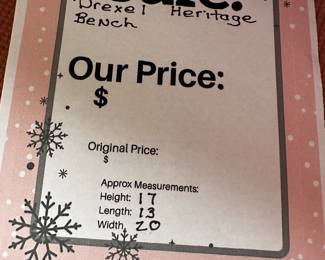 Drexel Heritage
Bench
Our Price:
$
Original Price:
$
Approx Measurements:
Height: 17
Length: 13
Width, 20